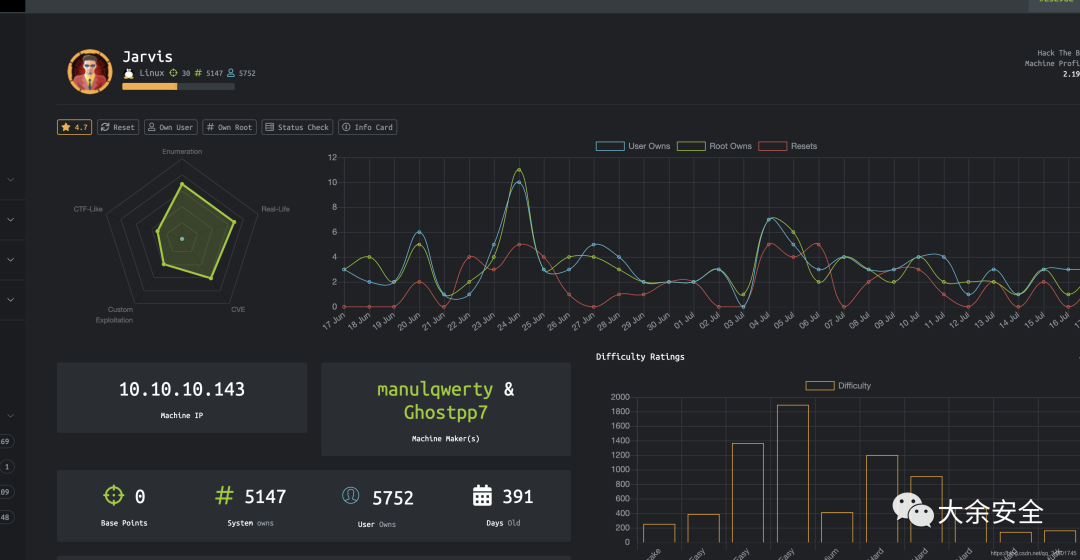 Jarvis
Linux 30 5147 5752
Hack The B
Machine Profi
2.19
4.7 Reset Own User Own Root Status Check Info Card
Enumeration
Real-Life
CVE
Custom
Exploitation
CTF-Like
User Owns Root Owns Resets
12
10
8
6
4
2
0
17 Jun 18 Jun 19 Jun 20 Jun 21 Jun 22 Jun 23 Jun 24 Jun 25 Jun 26 Jun 27 Jun 28 Jun 29 Jun 30 Jun 01 Jul 02 Jul 03 Jul 04 Jul 05 Jul 06 Jul 07 Jul 08 Jul 09 Jul 10 Jul 11 Jul 12 Jul 13 Jul 14 Jul 15 Jul 16 Jul
10.10.10.143
Machine IP
manulqwerty &
Ghostpp7
Machine Maker(s)
0
Base Points
5147
System owns
5752
User Owns
391
Days Old
Difficulty Ratings
Difficulty
2000
1800
1600
1400
1200
1000
800
600
400
200
0
69
1
09
48
大余安全